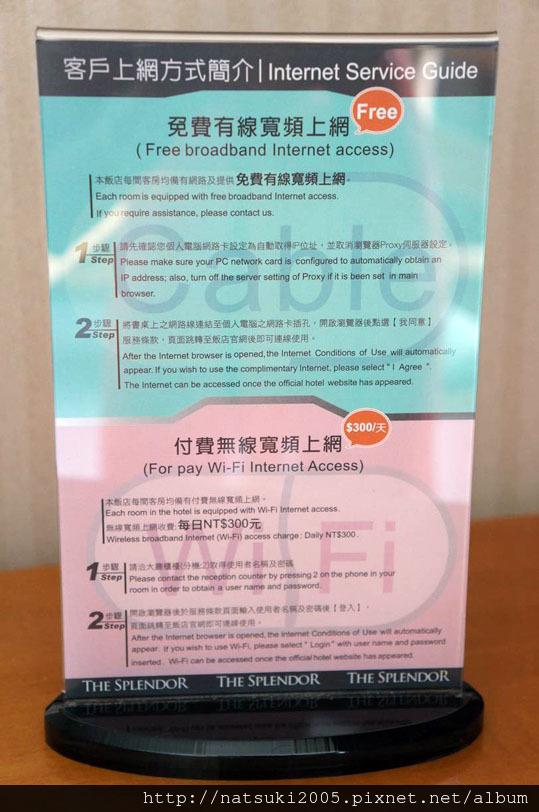 客戶上網方式簡介 | Internet Service Guide
Free
免費有線寬頻上網
(Free broadband Internet access)
本飯店每間客房均備有網路及提供 免費有線寬頻上網。
Each room is equipped with free broadband Internet access.
If you require assistance, please contact us.
Cable
1 步驟 Step
請先確認您個人電腦網路卡設定為自動取得IP位址，並取消瀏覽器Proxy伺服器設定。
Please make sure your PC network card is configured to automatically obtain an
IP address; also, turn off the server setting of Proxy if it is been set in main
browser.
2 步驟 Step
將書桌上之網路線連結至個人電腦之網路卡插孔，開啟瀏覽器後點選【我同意】
服務條款，頁面跳轉至飯店官網後即可連線使用。
After the Internet browser is opened, the Internet Conditions of Use will automatically
appear. If you wish to use the complimentary Internet, please select " I Agree ".
The Internet can be accessed once the official hotel website has appeared.
$300/天
付費無線寬頻上網
(For pay Wi-Fi Internet Access)
本飯店每間客房均備有付費無線寬頻上網。
Each room in the hotel is equipped with Wi-Fi Internet access.
無線寬頻上網收費: 每日NT$300元
Wireless broadband Internet (Wi-Fi) access charge : Daily NT$300 .
Wi Fi
1 步驟 Step
請洽大廳櫃檯(分機:2)取得使用者名稱及密碼
Please contact the reception counter by pressing 2 on the phone in your
room in order to obtain a user name and password.
2 步驟 Step
開啟瀏覽器後於服務條款頁面輸入使用者名稱及密碼後【登入】，
頁面跳轉至飯店官網即可連線使用。
After the Internet browser is opened, the Internet Conditions of Use will automatically
appear. if you wish to use Wi-Fi, please select " Login" with user name and password
inserted . Wi-Fi can be accessed once the official hotel website has appeared.
THE SPLENDOR THE SPLENDOR THE SPLENDOR
http://natsuki2005.pixnet.net/album